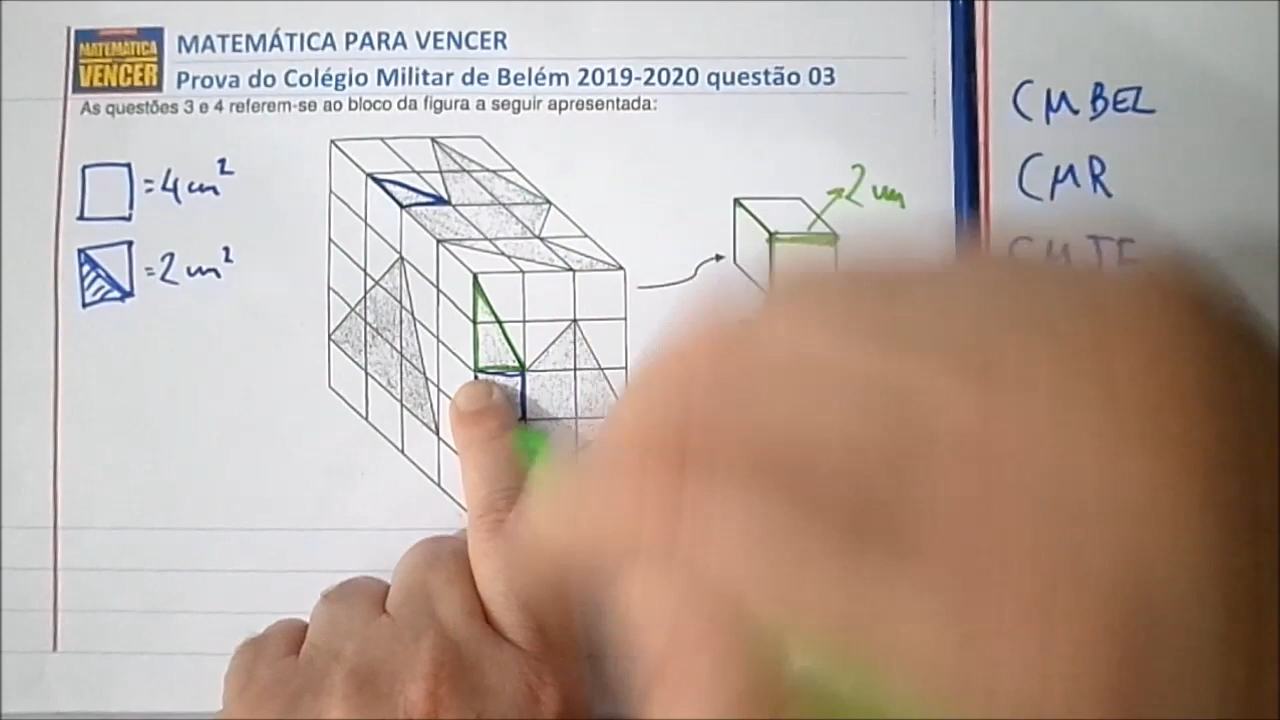 MATEMÁTICA
VENCER
MATEMÁTICA PARA VENCER
Prova do Colégio Militar de Belém 2019-2020 questão 03
As questões 3 e 4 referem-se ao bloco da figura a seguir apresentada:
= 4 cm²
= 2 cm²
2 cm
CMBEL
CMR